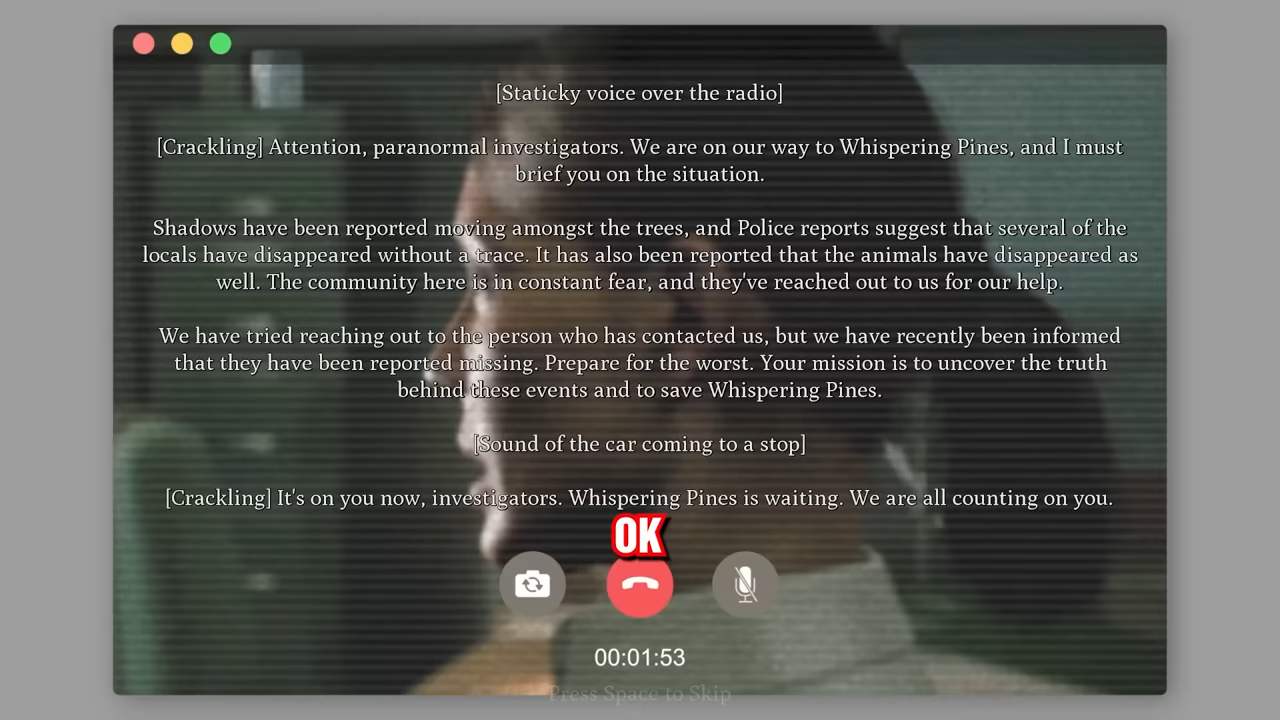 [Staticky voice over the radio]
[Crackling] Attention, paranormal investigators. We are on our way to Whispering Pines, and I must
brief you on the situation.
Shadows have been reported moving amongst the trees, and Police reports suggest that several of the
locals have disappeared without a trace. It has also been reported that the animals have disappeared as
well. The community here is in constant fear, and they've reached out to us for our help.
We have tried reaching out to the person who has contacted us, but we have recently been informed
that they have been reported missing. Prepare for the worst. Your mission is to uncover the truth
behind these events and to save Whispering Pines.
[Sound of the car coming to a stop]
[Crackling] It's on you now, investigators. Whispering Pines is waiting. We are all counting on you.
OK
00:01:53
Press Space to Skip